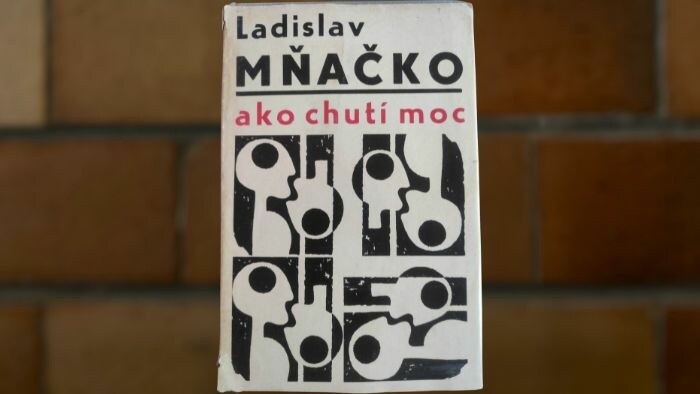 Ladislav
MŇAČKO
ako chutí moc